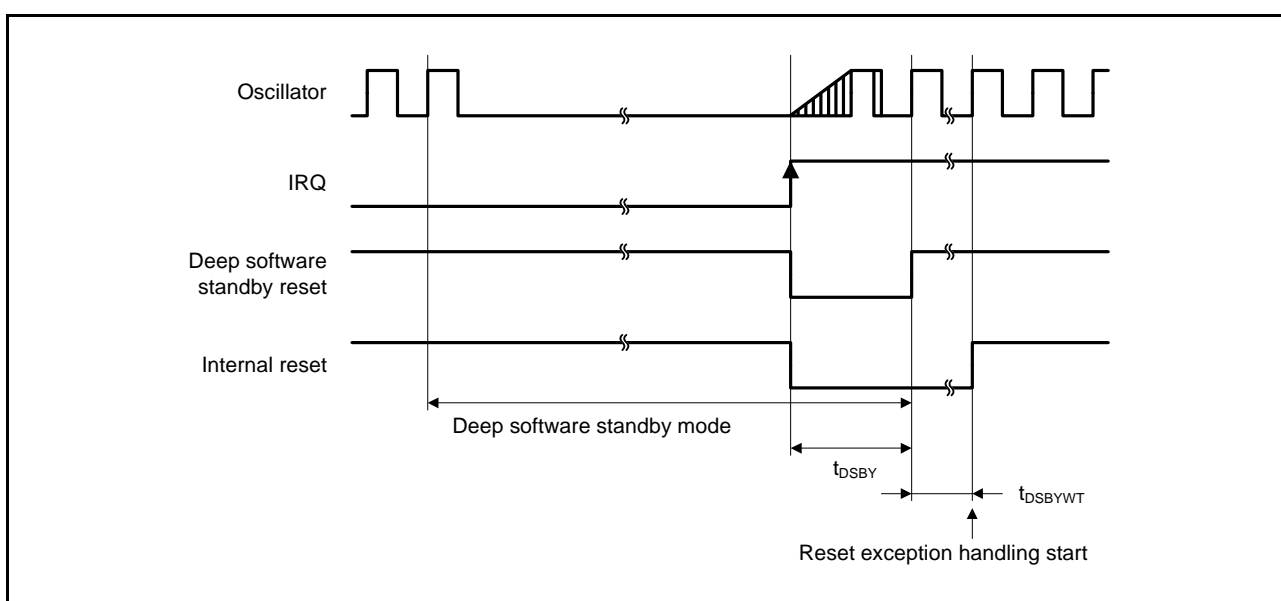 Oscillator
IRQ
Deep software
standby reset
Internal reset
Deep software standby mode
tDSBY
tDSBYWT
Reset exception handling start